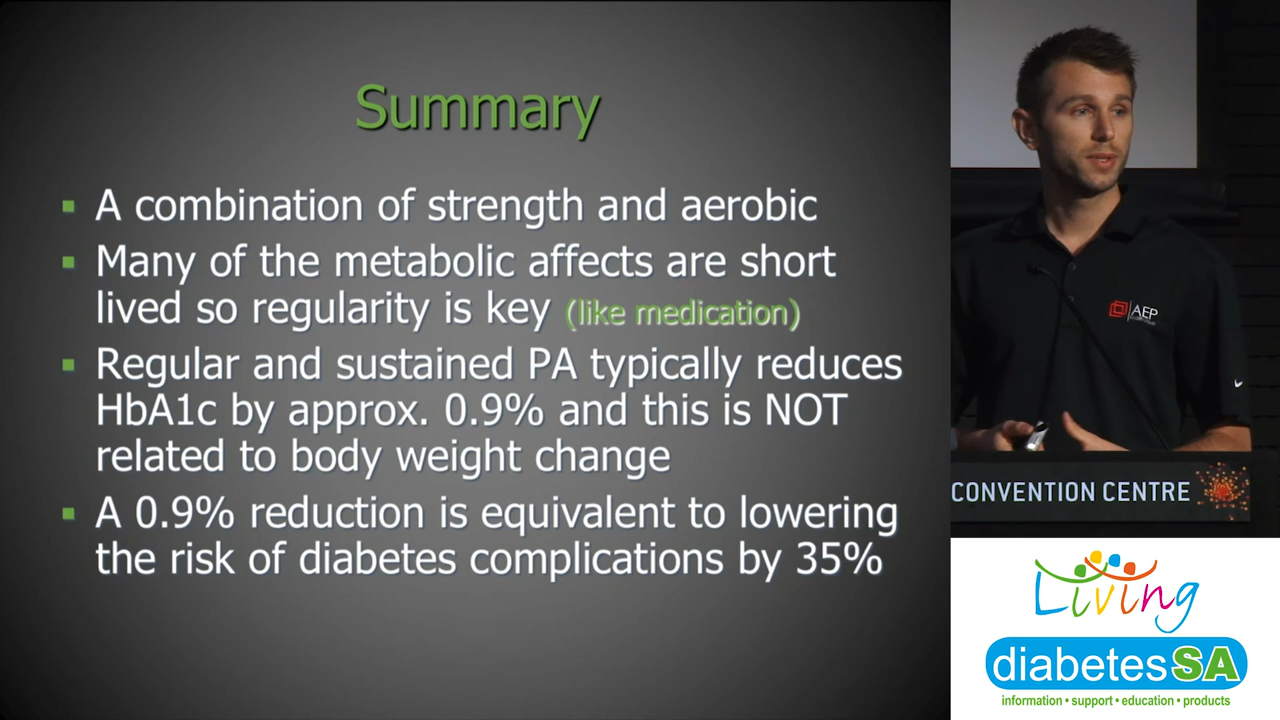 Summary
A combination of strength and aerobic
Many of the metabolic affects are short
lived so regularity is key (like medication)
Regular and sustained PA typically reduces
HbA1c by approx. 0.9% and this is NOT
related to body weight change
A 0.9% reduction is equivalent to lowering
the risk of diabetes complications by 35%
AEP
CONVENTION CENTRE
Living
diabetesSA
information • support • education • products